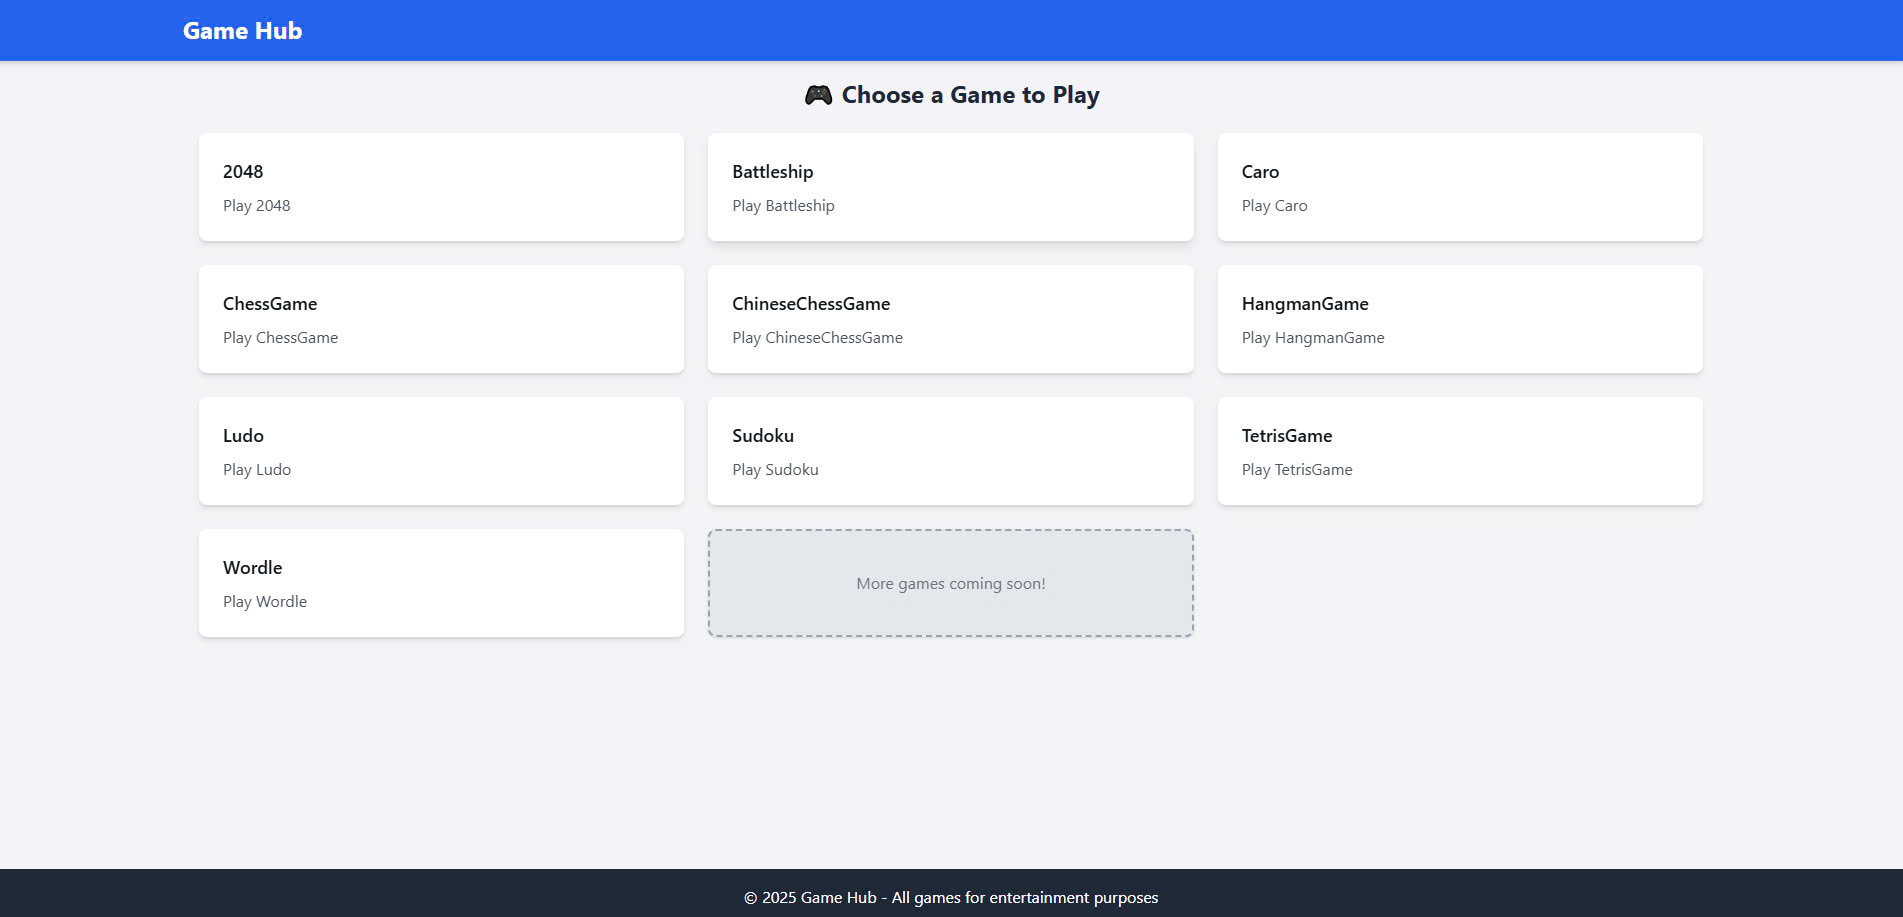 Game Hub
🎮 Choose a Game to Play
2048
Play 2048
Battleship
Play Battleship
Caro
Play Caro
ChessGame
Play ChessGame
ChineseChessGame
Play ChineseChessGame
HangmanGame
Play HangmanGame
Ludo
Play Ludo
Sudoku
Play Sudoku
TetrisGame
Play TetrisGame
Wordle
Play Wordle
More games coming soon!
© 2025 Game Hub - All games for entertainment purposes